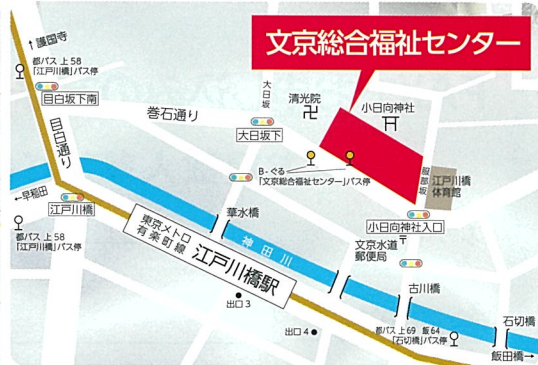 文京総合福祉センター
↑護国寺
都バス 上58
「江戸川橋」バス停
目白坂下南
目白通り
巻石通り
大日坂
大日坂下
清光院
小日向神社
B-ぐる
「文京総合福祉センター」バス停
服部坂
江戸川橋
体育館
小日向神社入口
文京水道
郵便局
←早稲田
江戸川橋
都バス 上58
「江戸川橋」バス停
東京メトロ
有楽町線
江戸川橋駅
華水橋
神田川
古川橋
石切橋
出口3
出口4
都バス 上69 飯64
「石切橋」バス停
飯田橋→